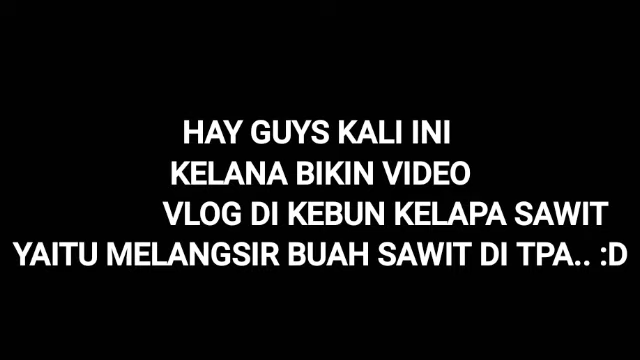 HAY GUYS KALI INI
KELANA BIKIN VIDEO
VLOG DI KEBUN KELAPA SAWIT
YAITU MELANGSIR BUAH SAWIT DI TPA.. :D